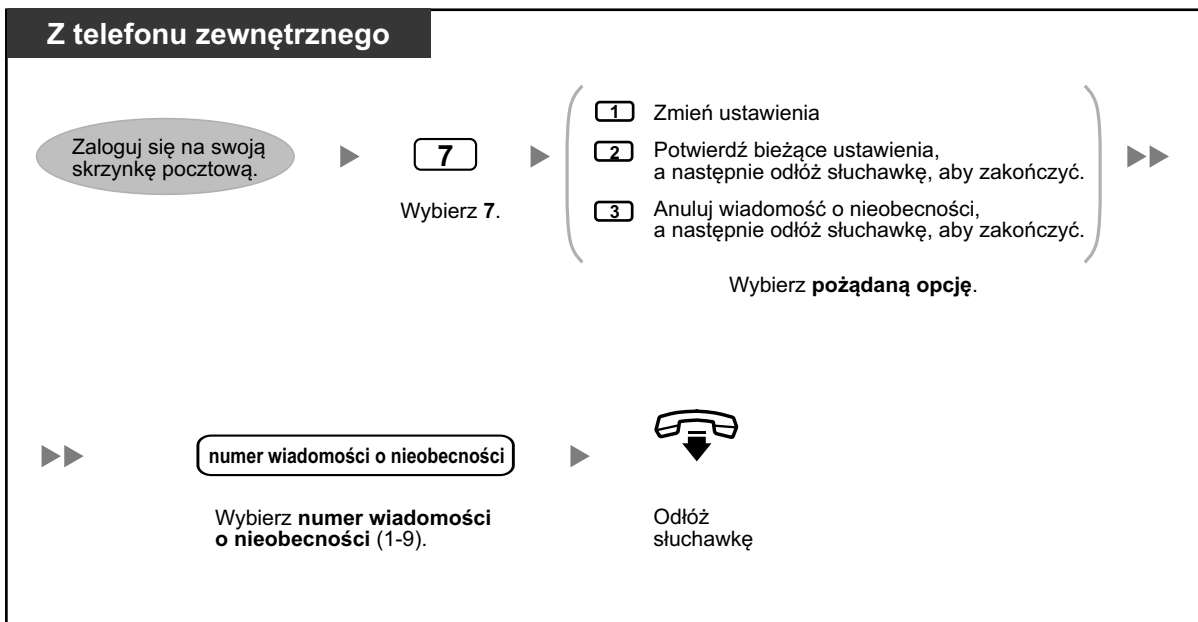 Z telefonu zewnętrznego
Zaloguj się na swoją
skrzynkę pocztową.
7
Wybierz 7.
1 Zmień ustawienia
2 Potwierdź bieżące ustawienia,
a następnie odłóż słuchawkę, aby zakończyć.
3 Anuluj wiadomość o nieobecności,
a następnie odłóż słuchawkę, aby zakończyć.
Wybierz pożądaną opcję.
numer wiadomości o nieobecności
Wybierz numer wiadomości
o nieobecności (1-9).
Odłóż
słuchawkę